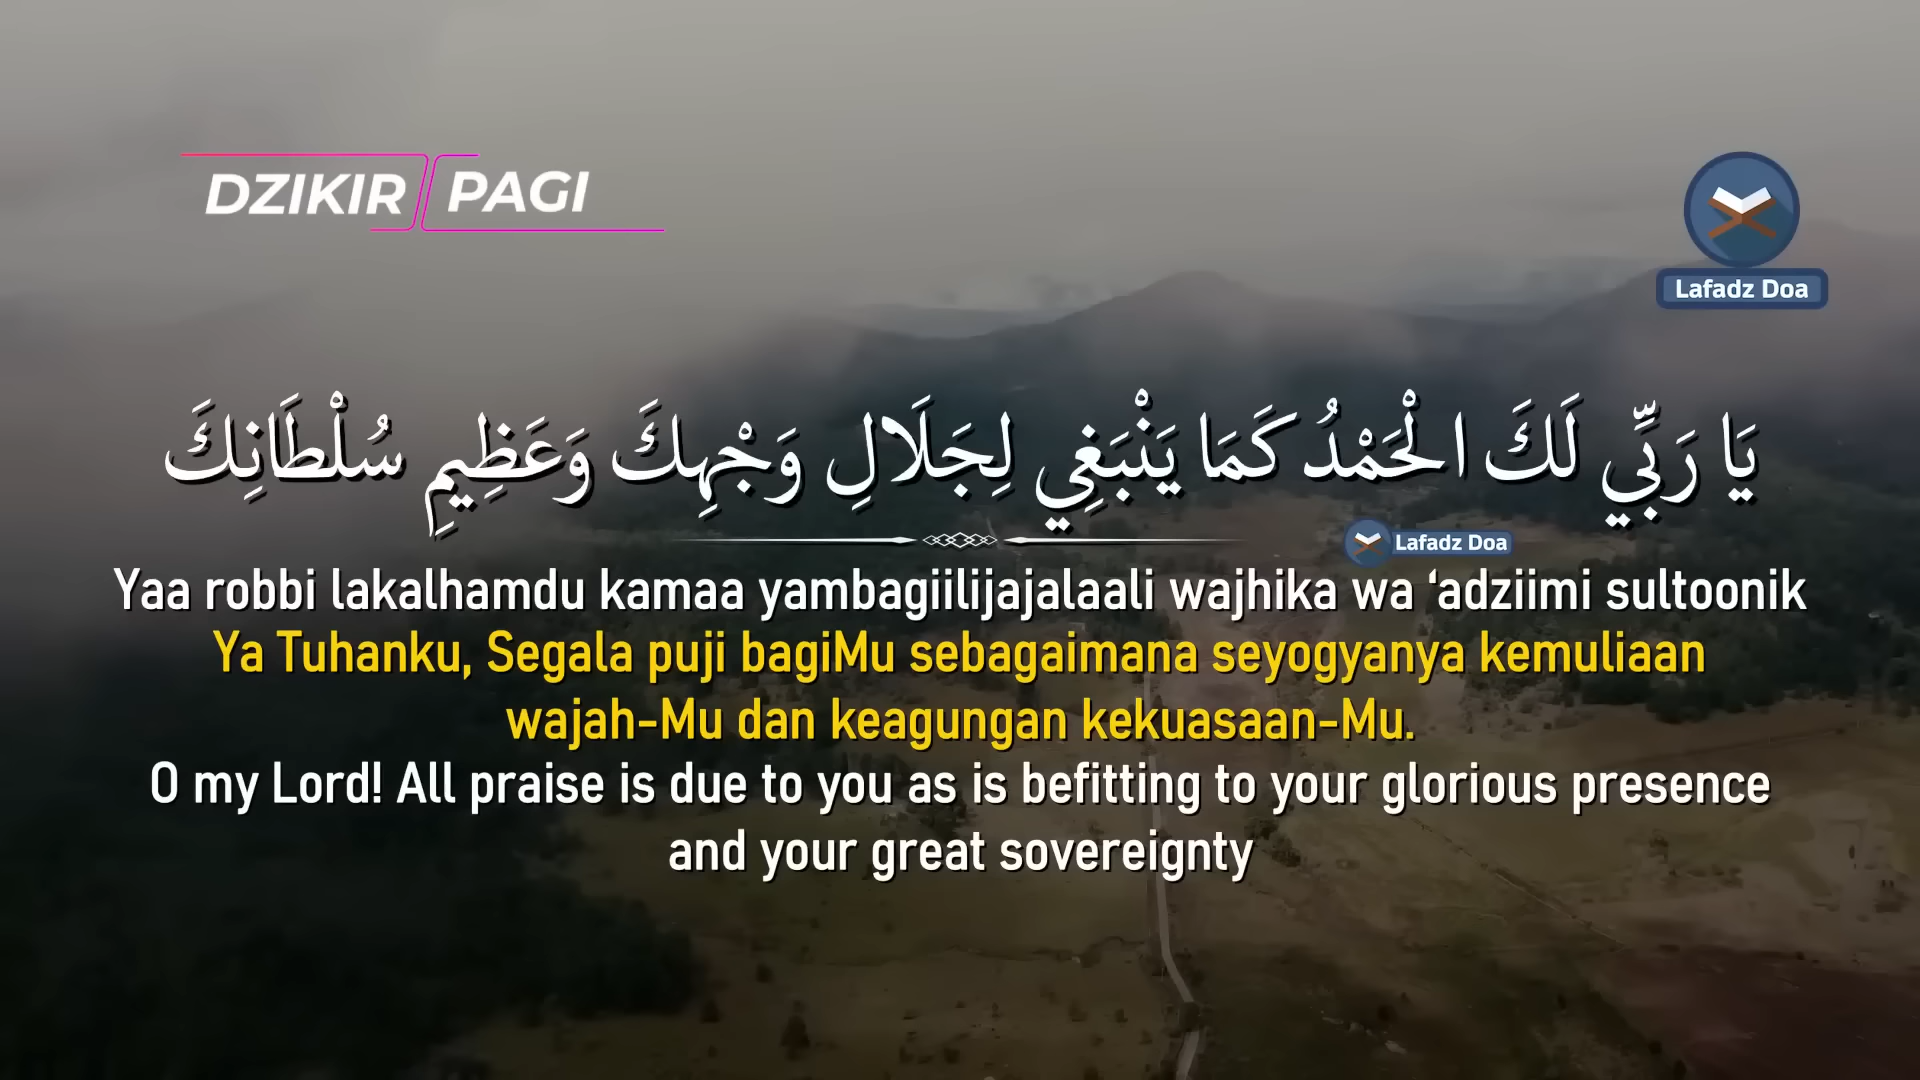 DZIKIR PAGI
Lafadz Doa
يَا رَبِّي لَكَ الْحَمْدُ كَمَا يَنْبَغِي لِجَلَالِ وَجْهِكَ وَعَظِيمِ سُلْطَانِكَ
Lafadz Doa
Yaa robbi lakalhamdu kamaa yambagiilijajalaali wajhika wa ‘adziimi sultoonik
Ya Tuhanku, Segala puji bagiMu sebagaimana seyogyanya kemuliaan
wajah-Mu dan keagungan kekuasaan-Mu.
O my Lord! All praise is due to you as is befitting to your glorious presence
and your great sovereignty